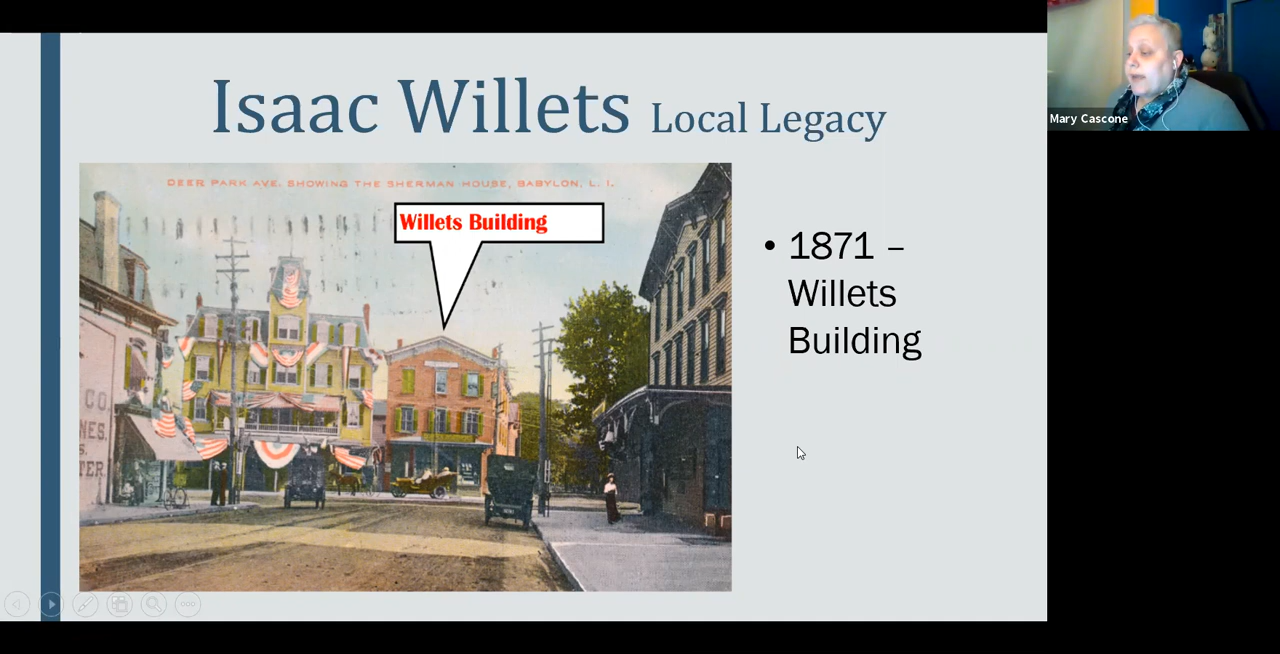 Isaac Willets Local Legacy
DEER PARK AVE. SHOWING THE SHERMAN HOUSE, BABYLON, L. I.
Willets Building
• 1871 –
Willets
Building
CO
NES.
TER
Mary Cascone